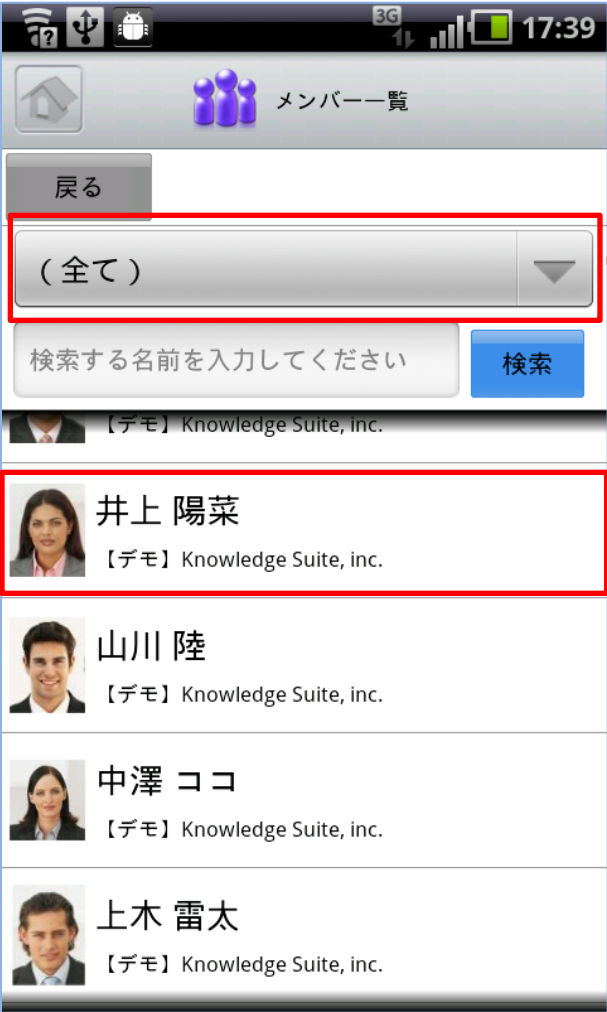 3G 17:39
メンバー一覧
戻る
(全て)
検索する名前を入力してください
検索
【デモ】Knowledge Suite, inc.
井上 陽菜
【デモ】Knowledge Suite, inc.
山川 陸
【デモ】Knowledge Suite, inc.
中澤 ココ
【デモ】Knowledge Suite, inc.
上木 雷太
【デモ】Knowledge Suite, inc.